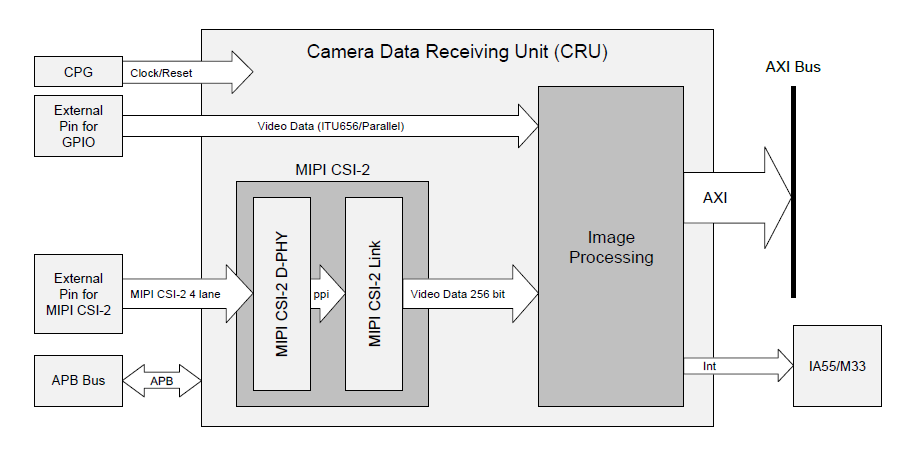 Camera Data Receiving Unit (CRU)
CPG
Clock/Reset
AXI Bus
External
Pin for
GPIO
Video Data (ITU656/Parallel)
MIPI CSI-2
AXI
MIPI CSI-2 D-PHY
MIPI CSI-2 Link
Image
Processing
External
Pin for
MIPI CSI-2
MIPI CSI-2 4 lane
ppi
Video Data 256 bit
APB Bus
APB
Int
IA55/M33